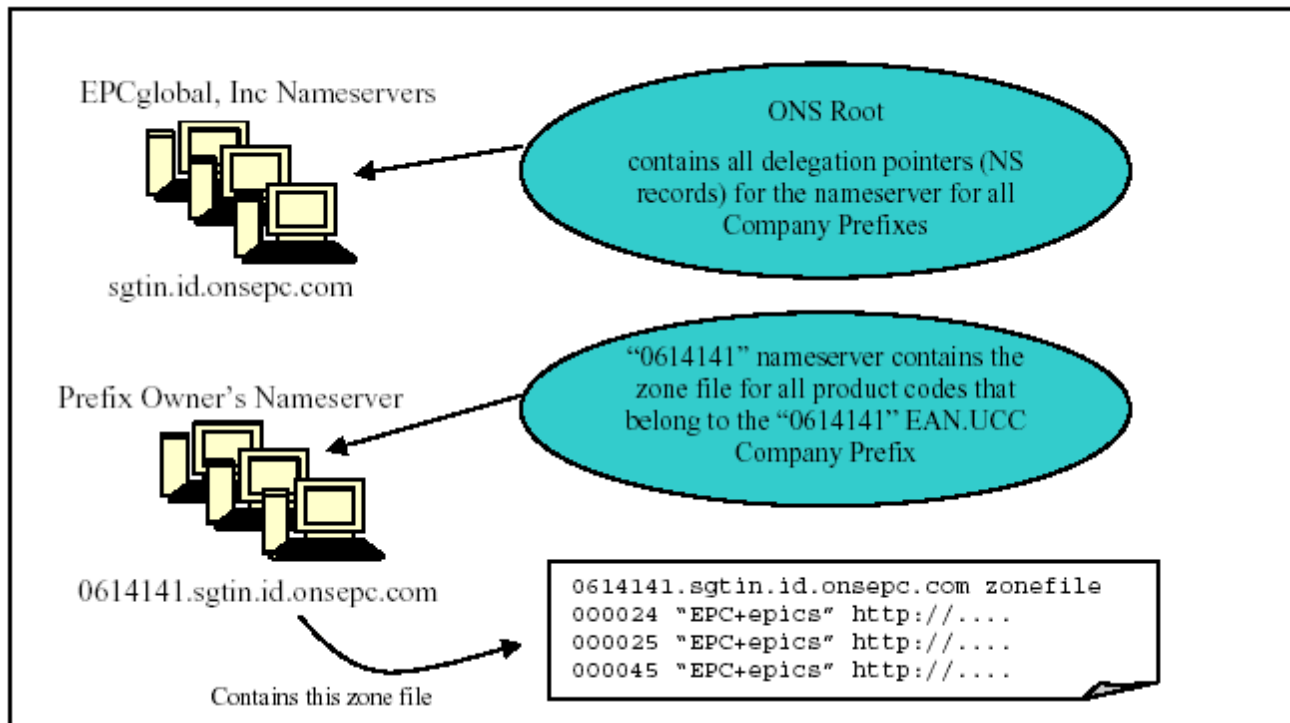 EPCglobal, Inc Nameservers
sgtin.id.onsepc.com
ONS Root
contains all delegation pointers (NS
records) for the nameserver for all
Company Prefixes
Prefix Owner's Nameserver
0614141.sgtin.id.onsepc.com
“0614141” nameserver contains the
zone file for all product codes that
belong to the “0614141” EAN.UCC
Company Prefix
Contains this zone file
0614141.sgtin.id.onsepc.com zonefile
000024 “EPC+epics” http://....
000025 “EPC+epics” http://....
000045 “EPC+epics” http://....